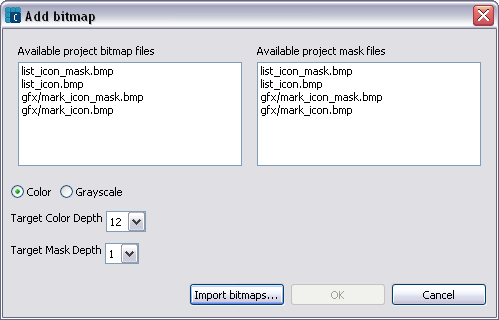 Add bitmap
Available project bitmap files
list_icon_mask.bmp
list_icon.bmp
gfx/mark_icon_mask.bmp
gfx/mark_icon.bmp
Available project mask files
list_icon_mask.bmp
list_icon.bmp
gfx/mark_icon_mask.bmp
gfx/mark_icon.bmp
Color Grayscale
Target Color Depth 12
Target Mask Depth 1
Import bitmaps... OK Cancel